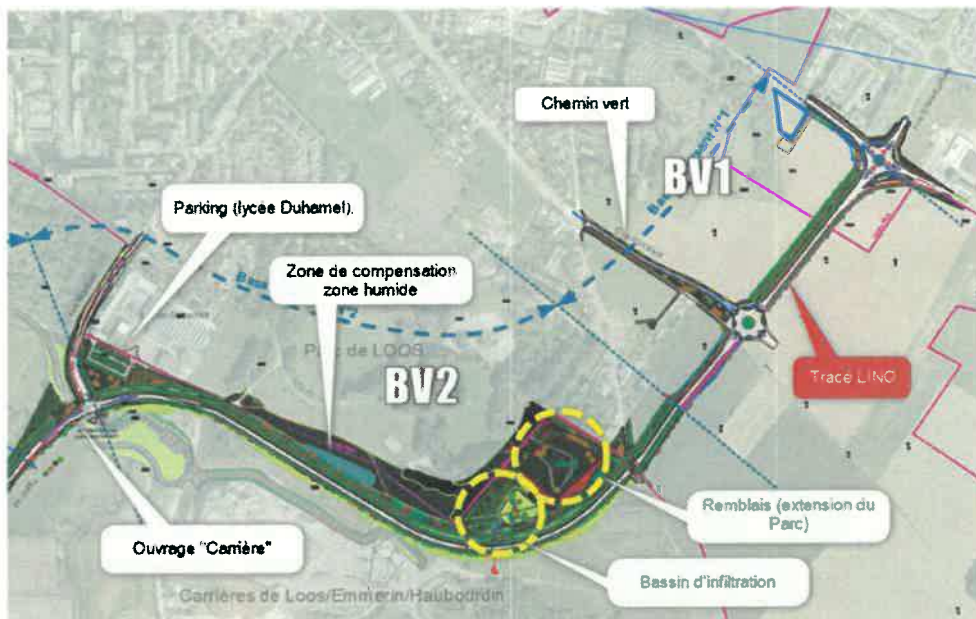 Chemin vert
BV1
Parking (lycée Duhamel).
Zone de compensation
zone humide
Parc de LOOS
BV2
Tracé LINO
Remblais (extension du
Parc)
Ouvrage "Carrière"
Bassin d'infiltration
Carrières de Loos/Emmerin/Haubourdin